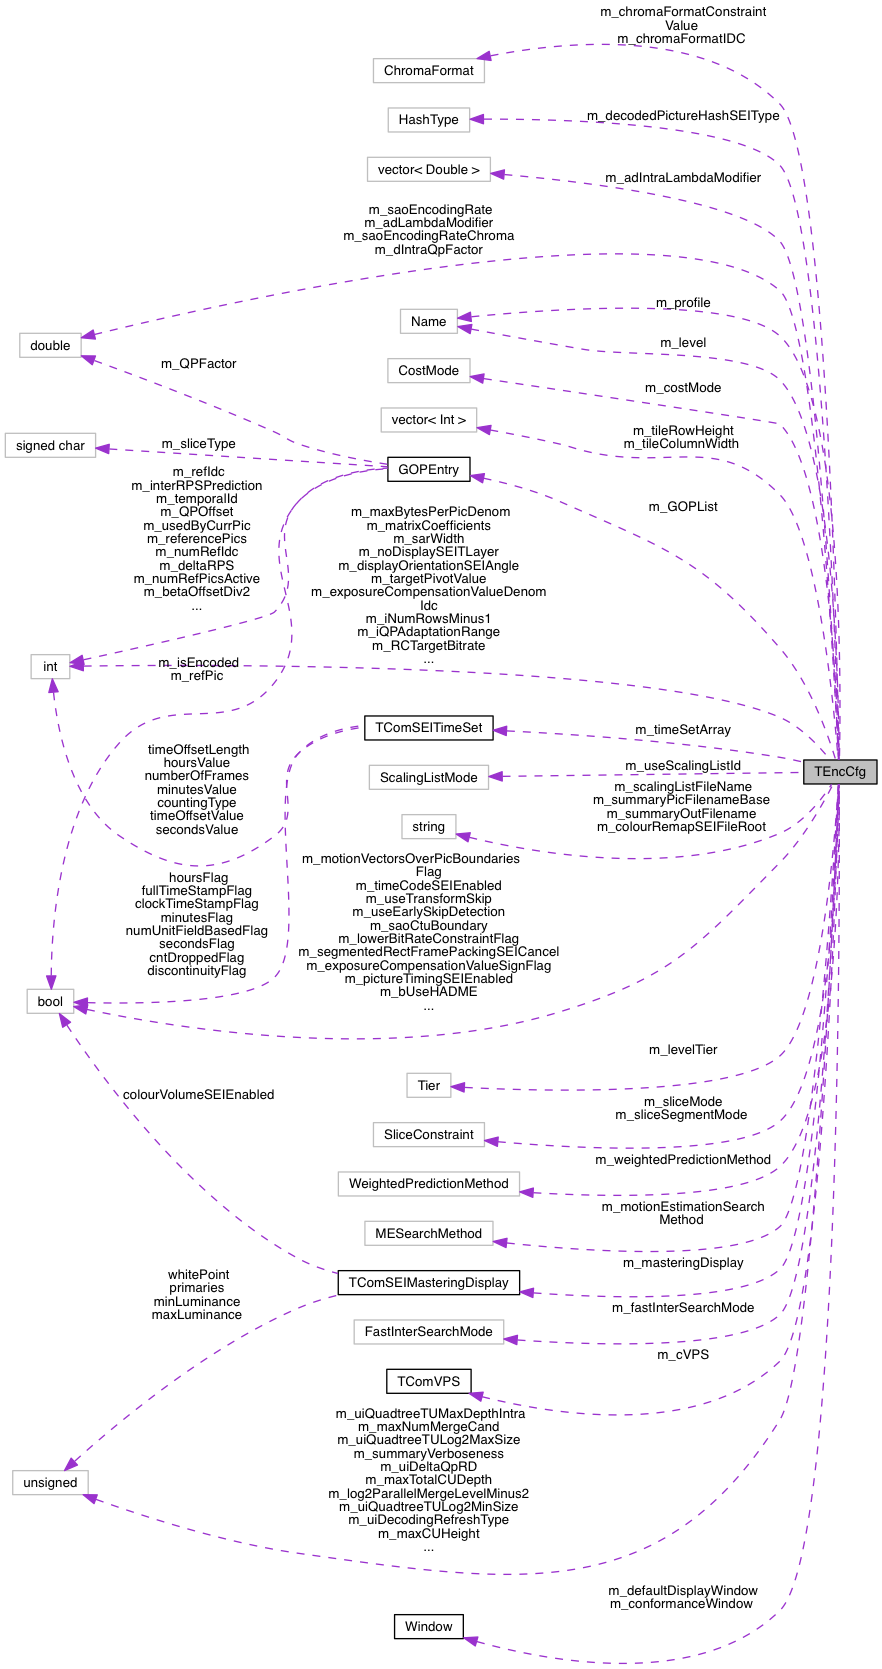 m_chromaFormatConstraint
Value
m_chromaFormatIDC
ChromaFormat
HashType
m_decodedPictureHashSEIType
vector< Double >
m_adIntraLambdaModifier
m_saoEncodingRate
m_adLambdaModifier
m_saoEncodingRateChroma
m_dIntraQpFactor
m_profile
Name
double
m_level
m_QPFactor
CostMode
m_costMode
vector< Int >
m_tileRowHeight
m_tileColumnWidth
signed char
m_sliceType
GOPEntry
m_refIdc
m_interRPSPrediction
m_temporalId
m_QPOffset
m_usedByCurrPic
m_referencePics
m_numRefIdc
m_deltaRPS
m_numRefPicsActive
m_betaOffsetDiv2
...
m_GOPList
m_maxBytesPerPicDenom
m_matrixCoefficients
m_sarWidth
m_noDisplaySEITLayer
m_displayOrientationSEIAngle
m_targetPivotValue
m_exposureCompensationValueDenom
Idc
m_iNumRowsMinus1
m_iQPAdaptationRange
m_RCTargetBitrate
...
int
m_isEncoded
m_refPic
TComSEITimeSet
m_timeSetArray
timeOffsetLength
hoursValue
numberOfFrames
minutesValue
countingType
timeOffsetValue
secondsValue
ScalingListMode
m_useScalingListId
TEncCfg
m_scalingListFileName
m_summaryPicFilenameBase
m_summaryOutFilename
m_colourRemapSEIFileRoot
string
hoursFlag
fullTimeStampFlag
clockTimeStampFlag
minutesFlag
numUnitFieldBasedFlag
secondsFlag
cntDroppedFlag
discontinuityFlag
m_motionVectorsOverPicBoundaries
Flag
m_timeCodeSEIEnabled
m_useTransformSkip
m_useEarlySkipDetection
m_saoCtuBoundary
m_lowerBitRateConstraintFlag
m_segmentedRectFramePackingSEICancel
m_exposureCompensationValueSignFlag
m_pictureTimingSEIEnabled
m_bUseHADME
...
bool
m_levelTier
Tier
colourVolumeSEIEnabled
m_sliceMode
m_sliceSegmentMode
SliceConstraint
m_weightedPredictionMethod
WeightedPredictionMethod
m_motionEstimationSearch
Method
MESearchMethod
m_masteringDisplay
TComSEIMasteringDisplay
whitePoint
primaries
minLuminance
maxLuminance
m_fastInterSearchMode
FastInterSearchMode
m_cVPS
TComVPS
m_uiQuadtreeTUMaxDepthIntra
m_maxNumMergeCand
m_uiQuadtreeTULog2MaxSize
m_summaryVerboseness
m_uiDeltaQpRD
m_maxTotalCUDepth
m_log2ParallelMergeLevelMinus2
m_uiQuadtreeTULog2MinSize
m_uiDecodingRefreshType
m_maxCUHeight
...
unsigned
m_defaultDisplayWindow
m_conformanceWindow
Window